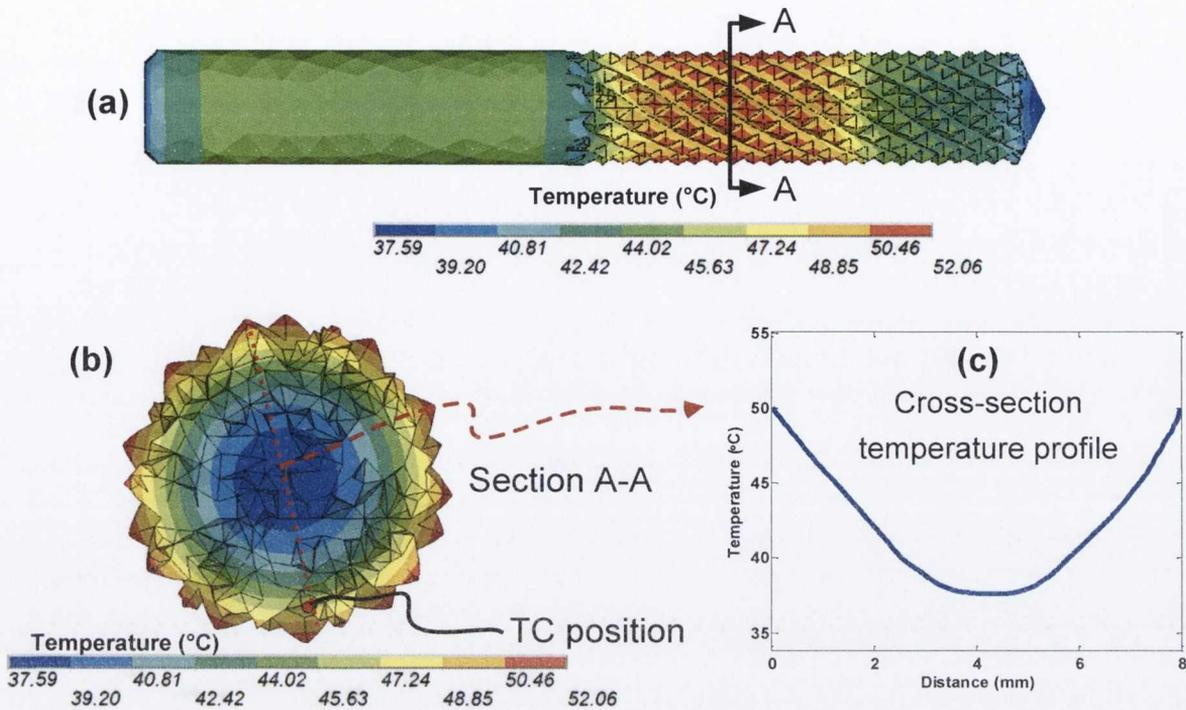 A
(a)
A
Temperature (°C)
37.59 40.81 44.02 47.24 50.46
39.20 42.42 45.63 48.85 52.06
(b)
Section A-A
TC position
Temperature (°C)
37.59 40.81 44.02 47.24 50.46
39.20 42.42 45.63 48.85 52.06
(c)
Cross-section
temperature profile
Temperature (°C)
55
50
45
40
35
0 2 4 6 8
Distance (mm)